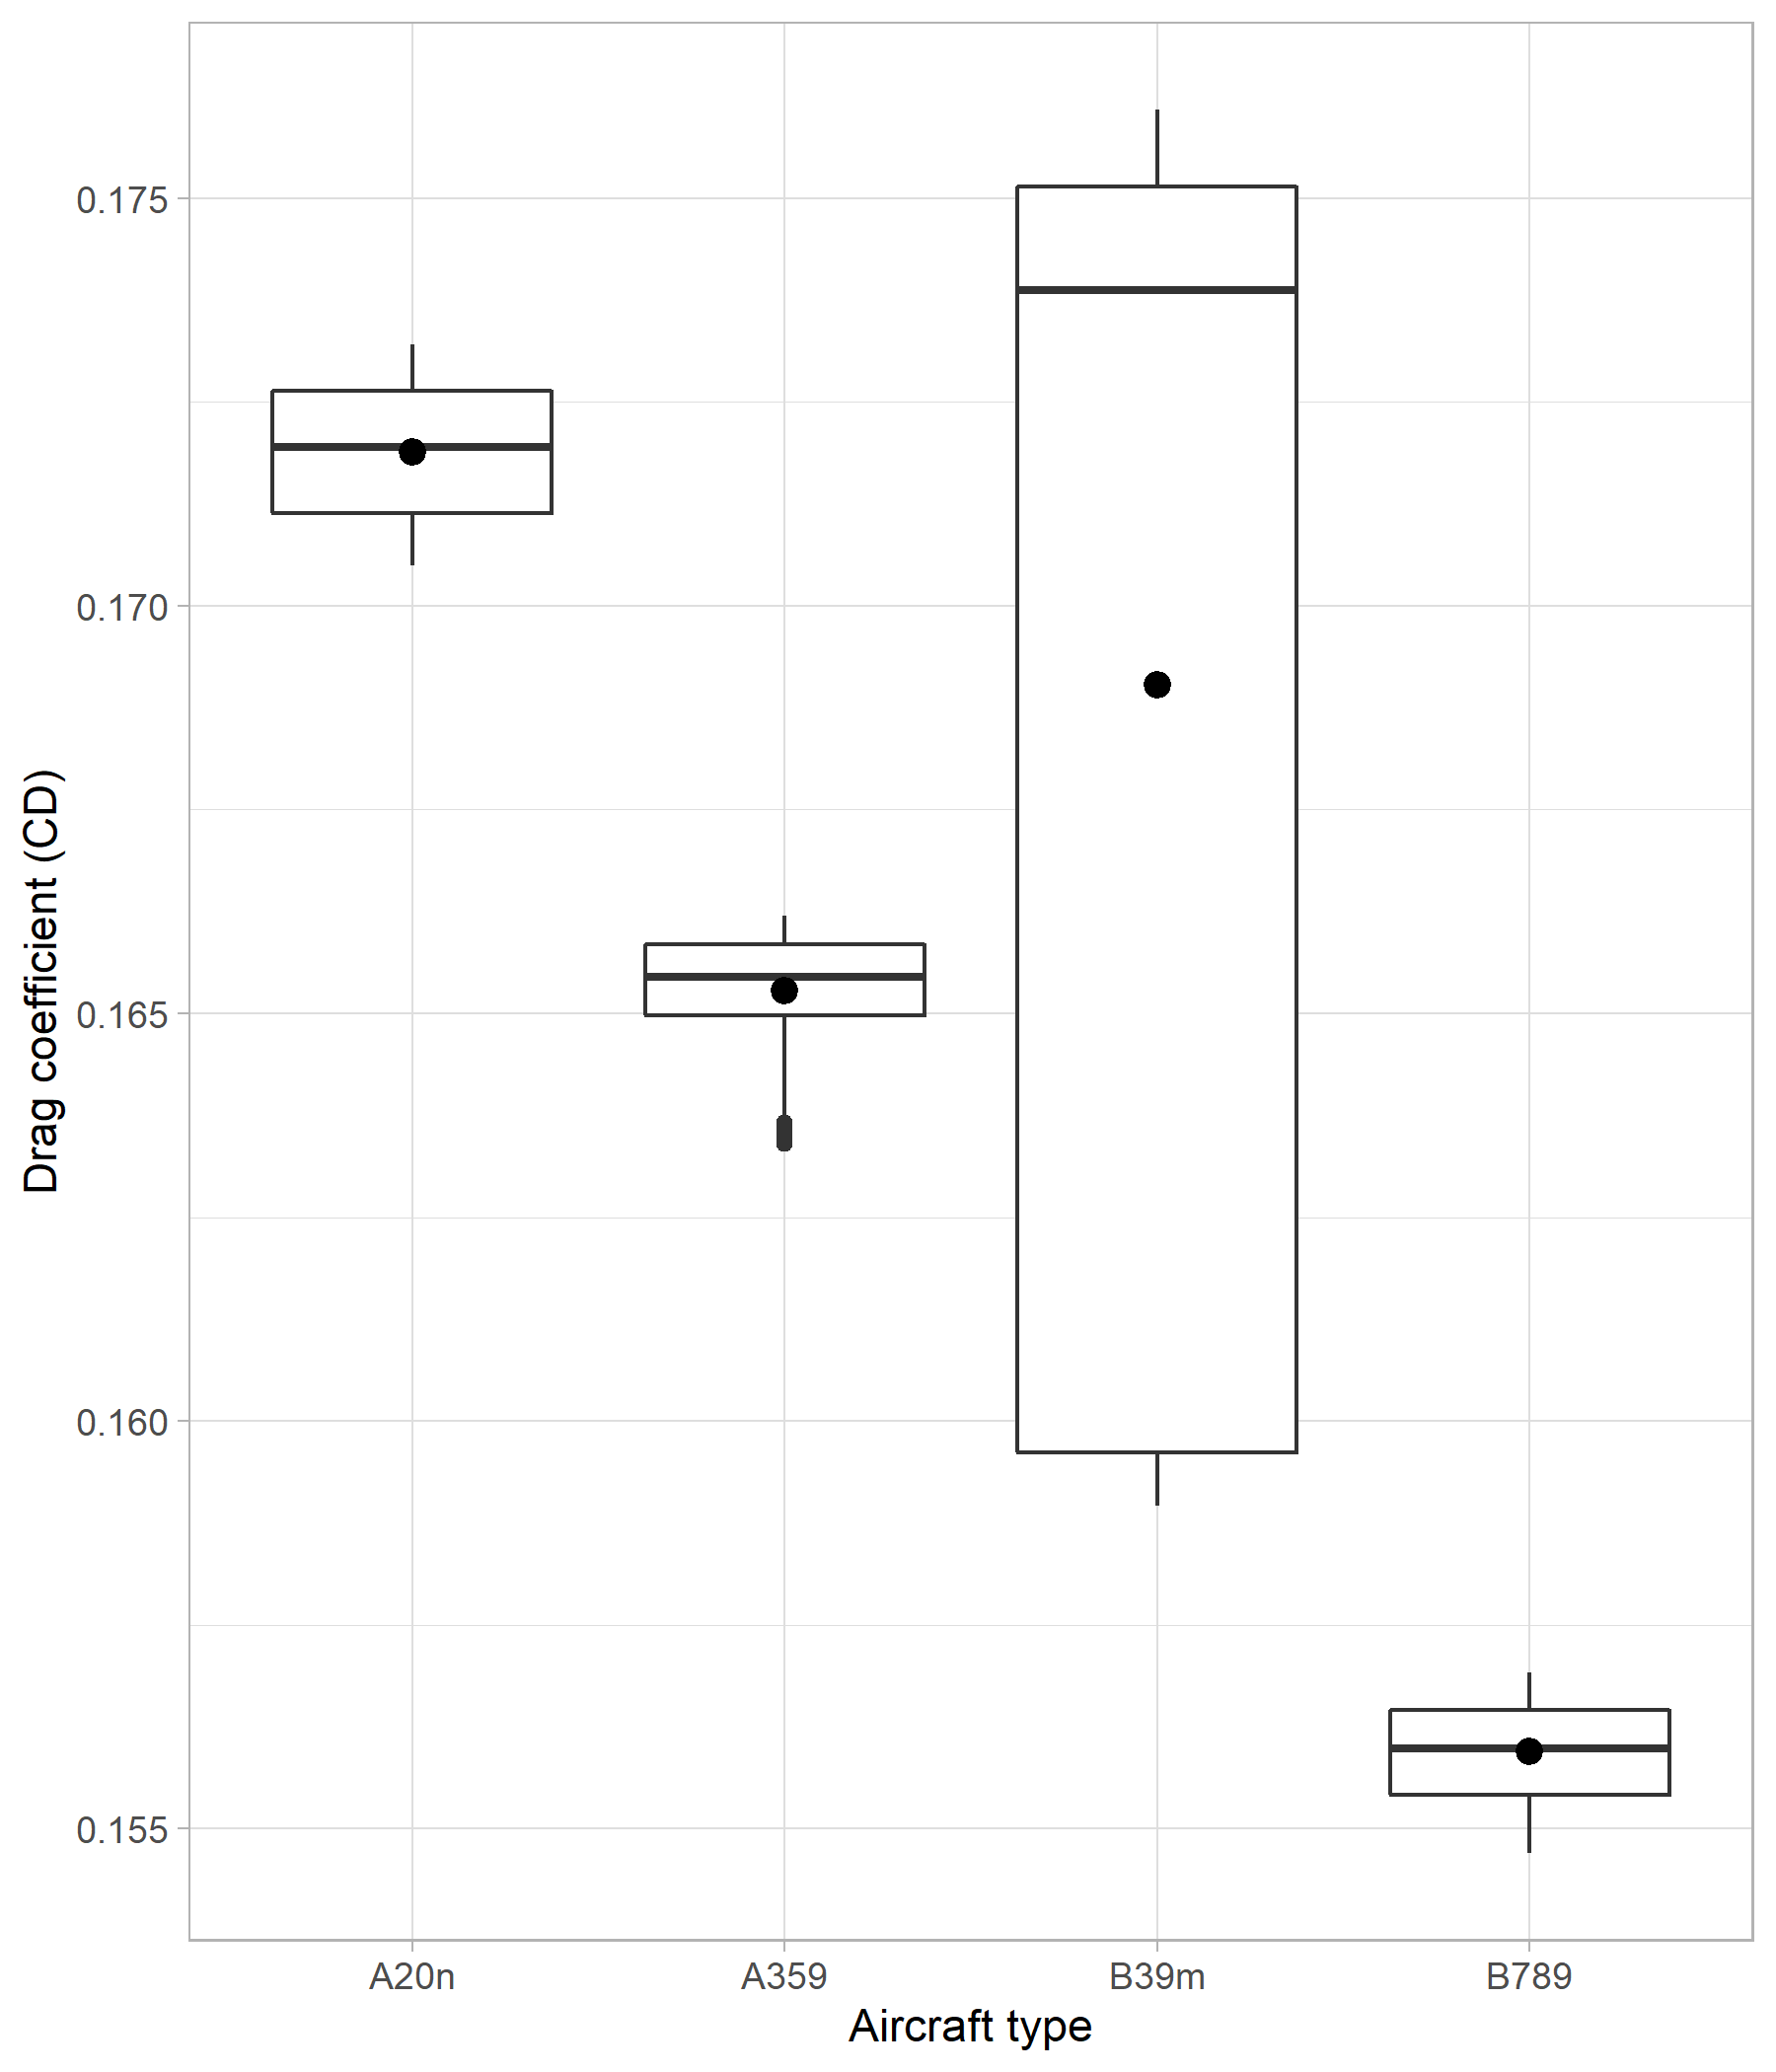 Drag coefficient (CD)
0.175
0.170
0.165
0.160
0.155
A20n A359 B39m B789
Aircraft type